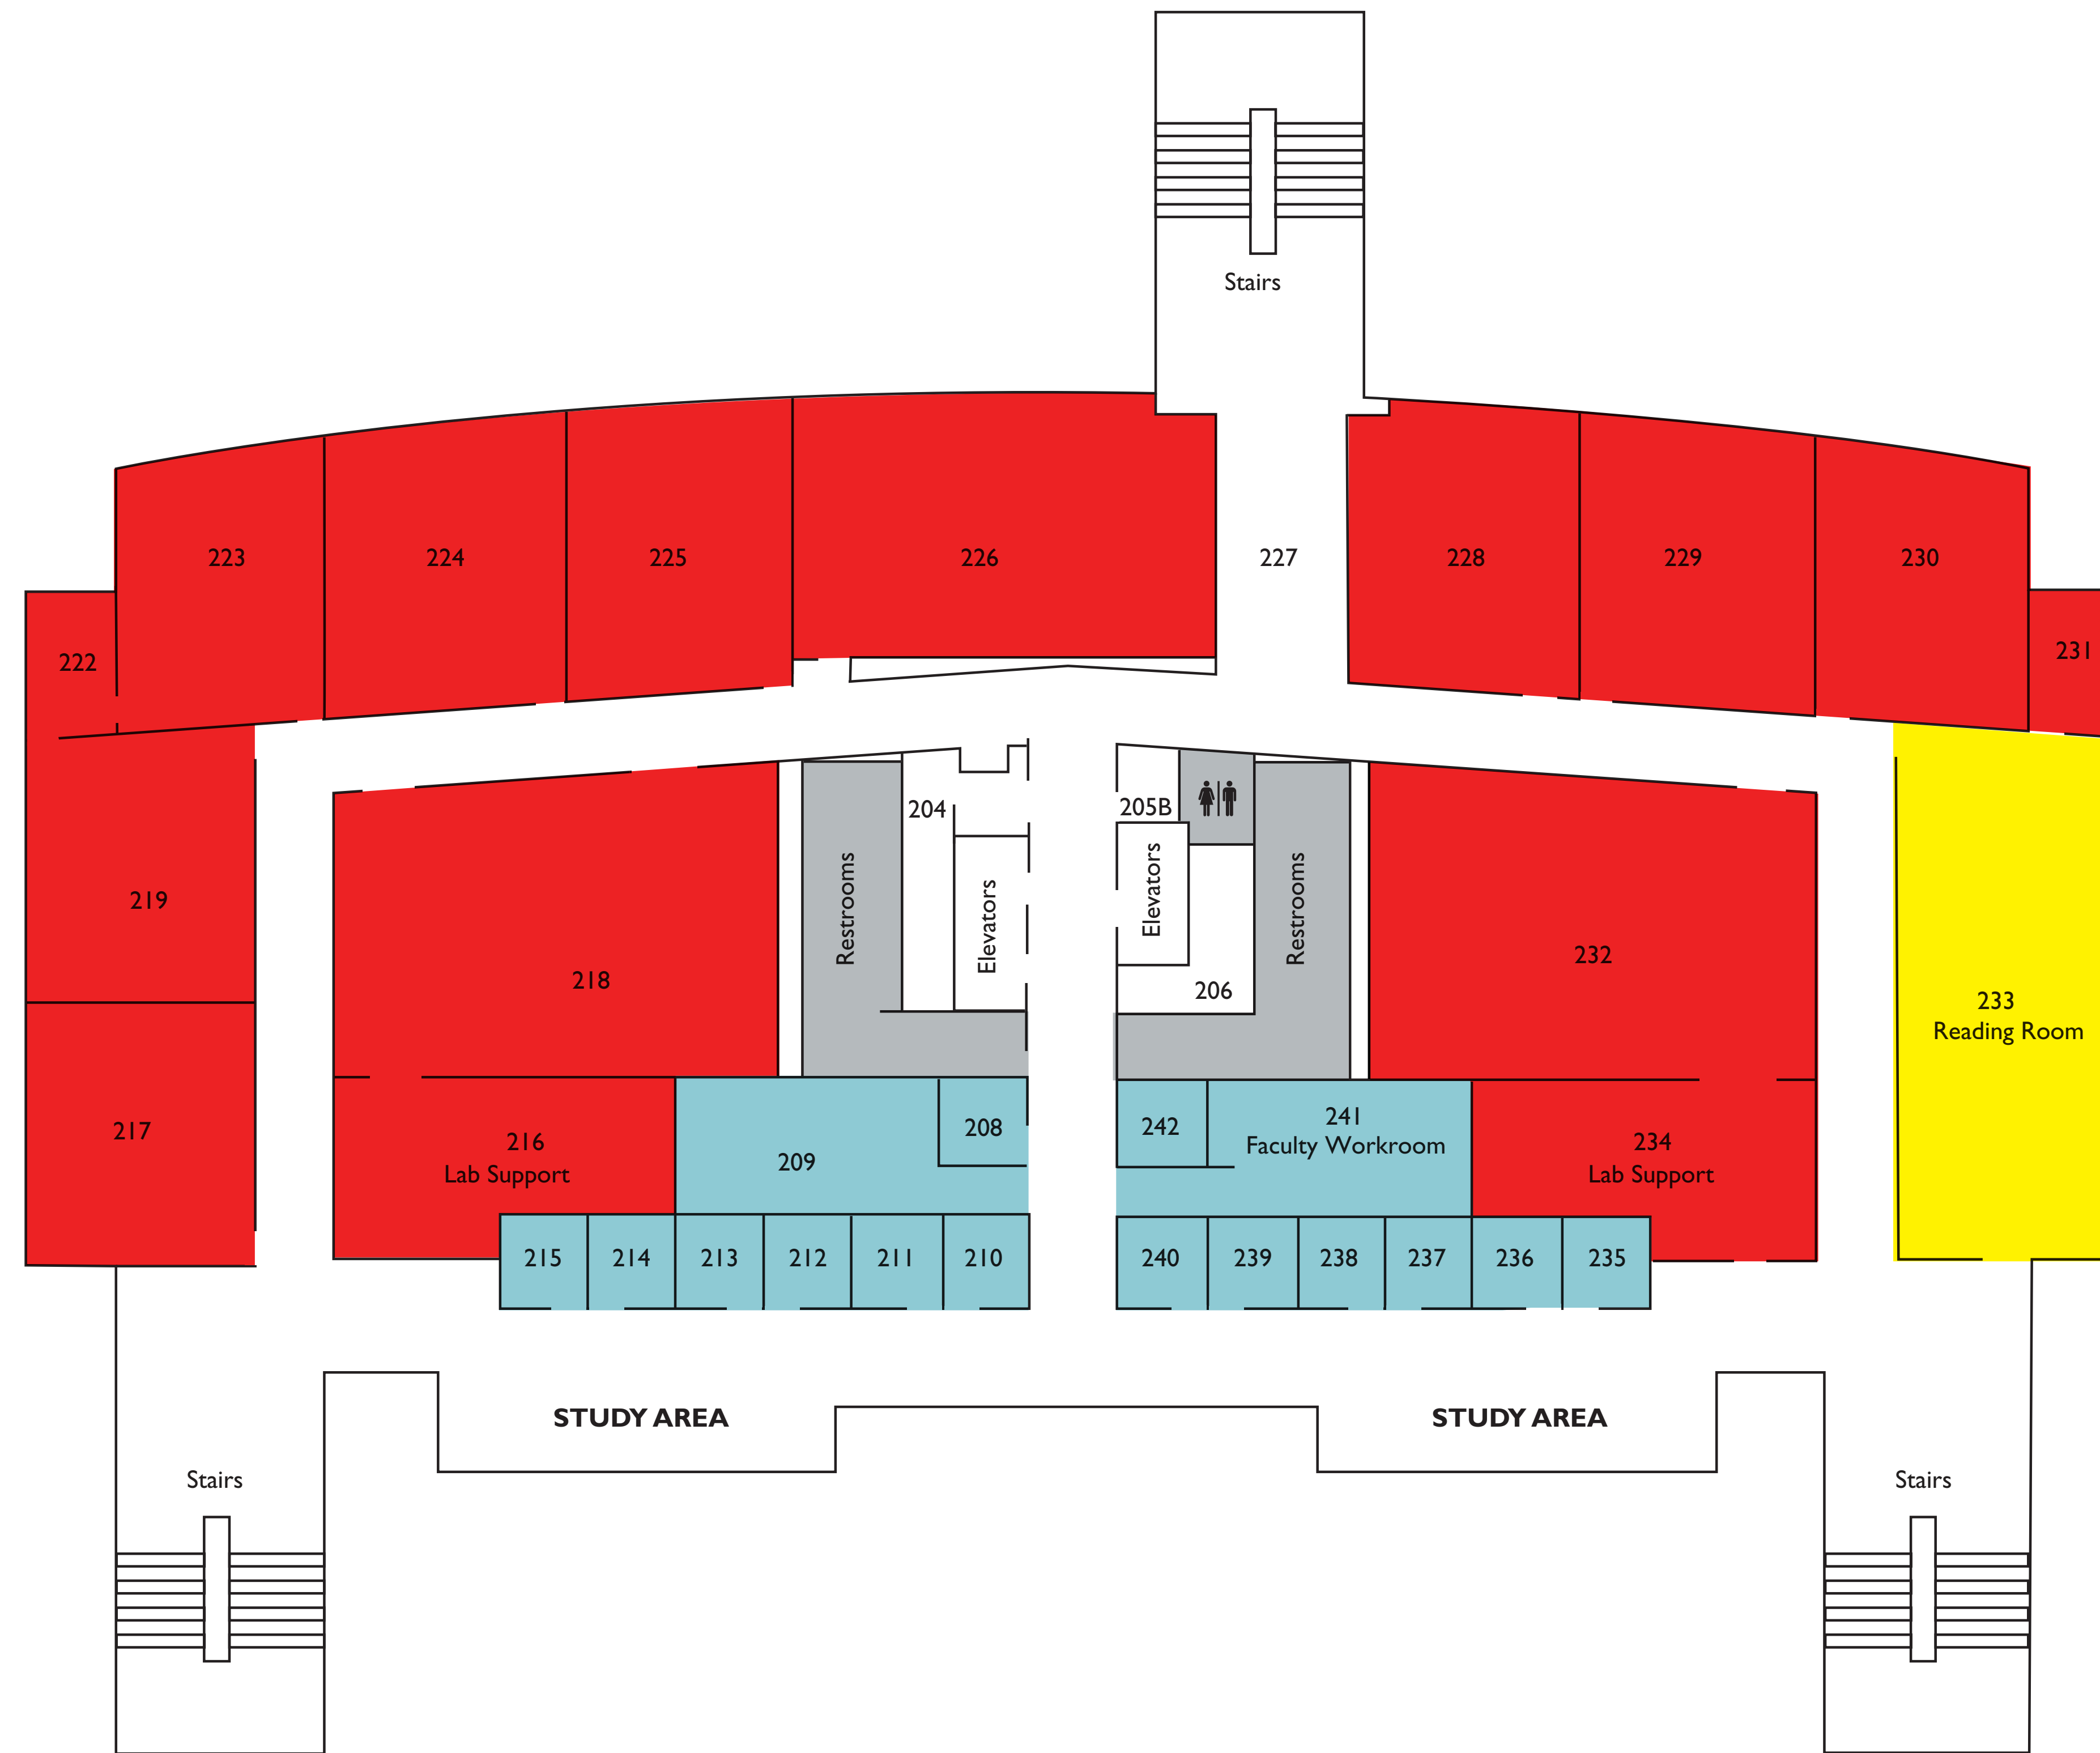 Stairs
223
224
225
226
227
228
229
230
222
231
204
205B
Restrooms
Elevators
Elevators
Restrooms
219
218
206
232
233
Reading Room
217
216
Lab Support
209
208
242
241
Faculty Workroom
234
Lab Support
215
214
213
212
211
210
240
239
238
237
236
235
STUDY AREA
STUDY AREA
Stairs
Stairs